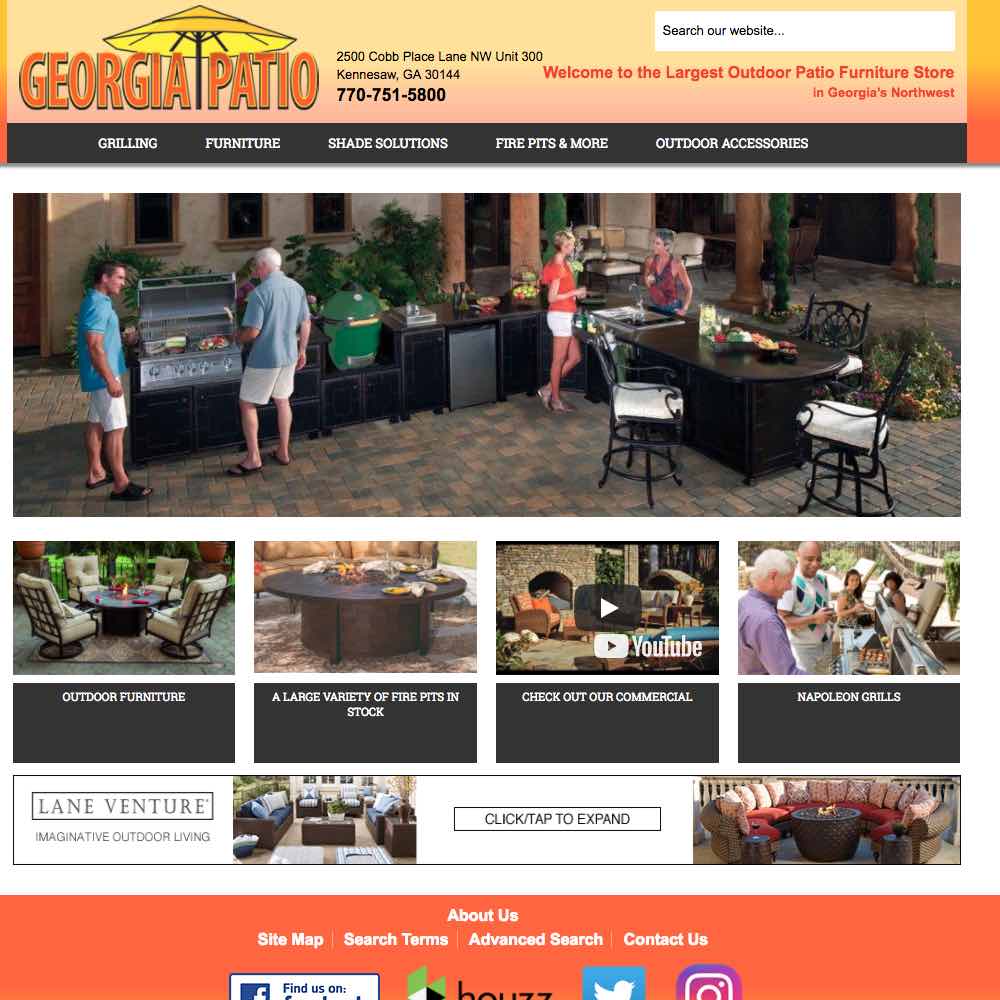 GEORGIA PATIO
2500 Cobb Place Lane NW Unit 300
Kennesaw, GA 30144
770-751-5800
Search our website...
Welcome to the Largest Outdoor Patio Furniture Store
in Georgia's Northwest
GRILLING FURNITURE SHADE SOLUTIONS FIRE PITS & MORE OUTDOOR ACCESSORIES
YouTube
OUTDOOR FURNITURE
A LARGE VARIETY OF FIRE PITS IN
STOCK
CHECK OUT OUR COMMERCIAL
NAPOLEON GRILLS
LANE VENTURE
IMAGINATIVE OUTDOOR LIVING
CLICK/TAP TO EXPAND
About Us
Site Map Search Terms Advanced Search Contact Us
Find us on:
facebook
houzz